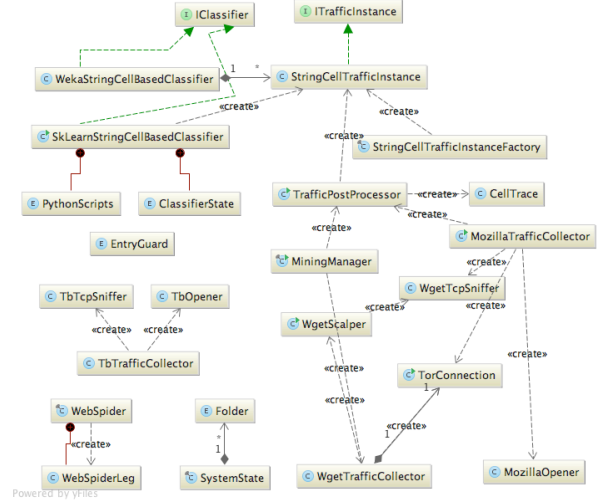 IClassifier
ITrafficInstance
WekaStringCellBasedClassifier
1
*
StringCellTrafficInstance
«create»
«create»
«create»
SkLearnStringCellBasedClassifier
StringCellTrafficInstanceFactory
PythonScripts
ClassifierState
TrafficPostProcessor
«create»
CellTrace
«create»
«create»
MozillaTrafficCollector
EntryGuard
MiningManager
«create»
WgetTcpSniffer
TbTcpSniffer
TbOpener
«create»
«create»
«create»
«create»
WgetScalper
«create»
TbTrafficCollector
TorConnection
1
«create»
«create»
«create»
WebSpider
Folder
«create»
*
1
1
«create»
WebSpiderLeg
SystemState
WgetTrafficCollector
MozillaOpener
Powered by yFiles